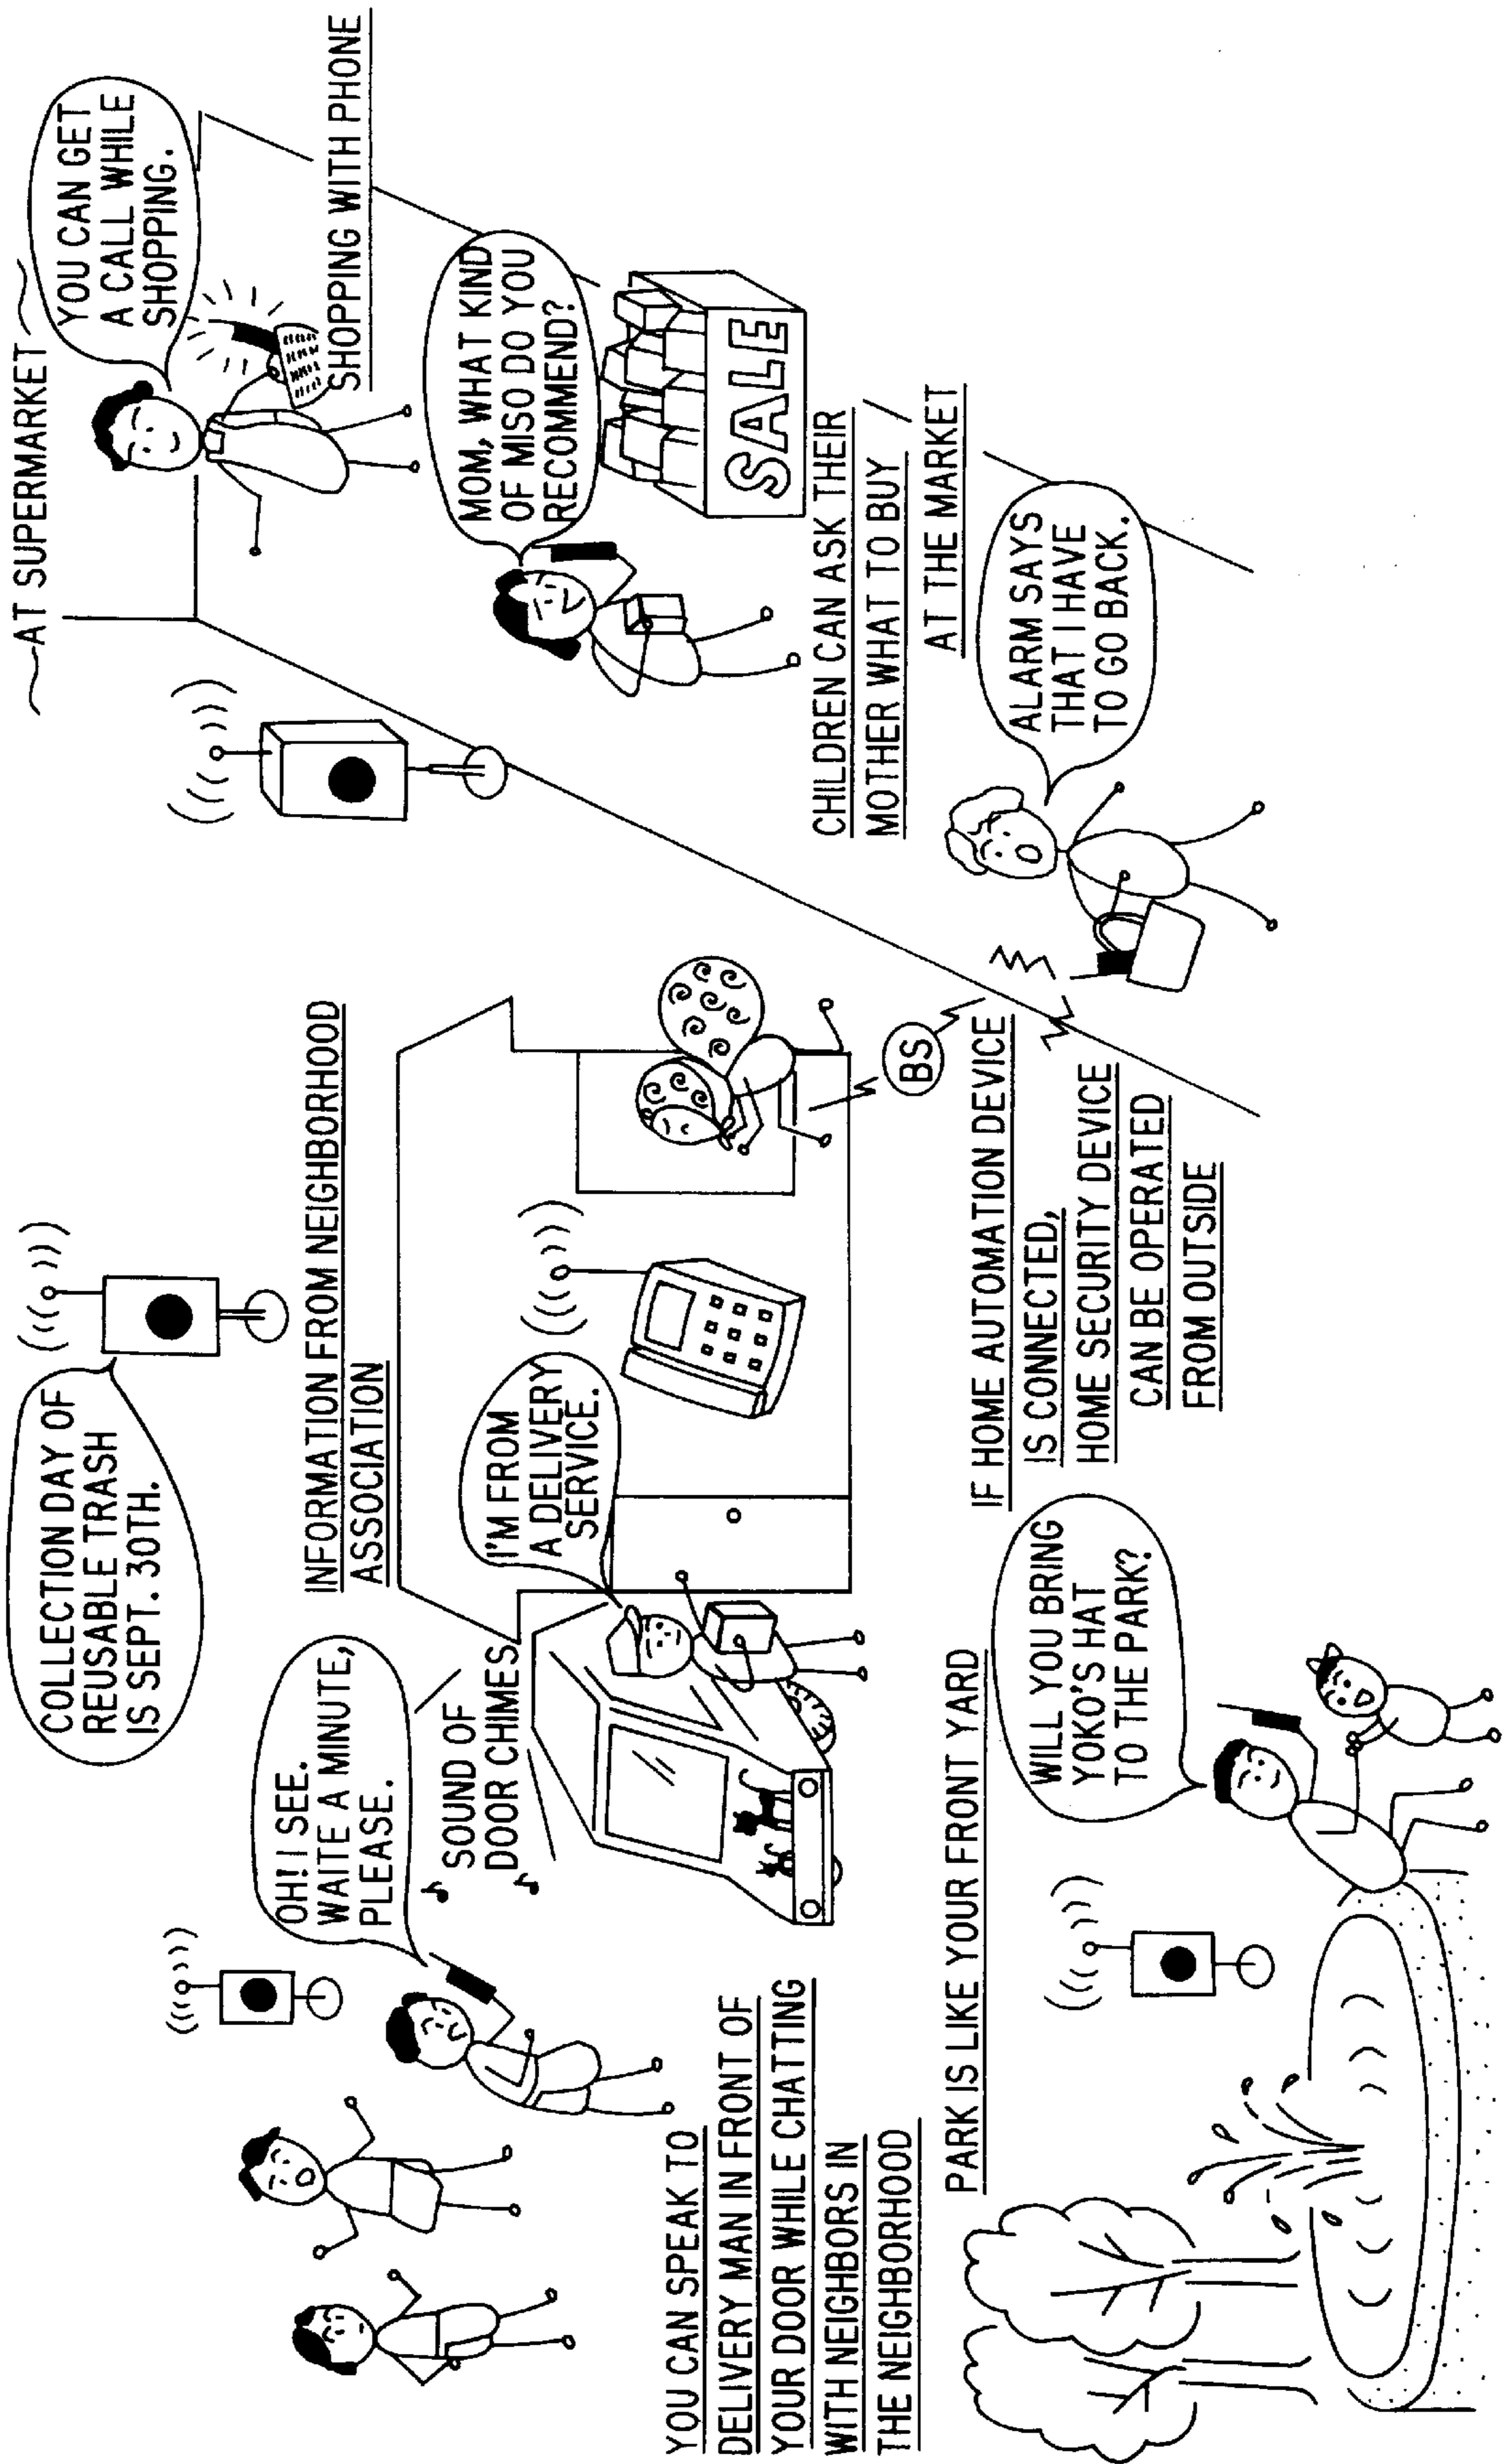 COLLECTION DAY OF
REUSABLE TRASH
IS SEPT. 30TH.
INFORMATION FROM NEIGHBORHOOD
ASSOCIATION
OH! I SEE.
WAITE A MINUTE,
PLEASE.
SOUND OF
DOOR CHIMES
I'M FROM
A DELIVERY
SERVICE.
YOU CAN SPEAK TO
DELIVERY MAN IN FRONT OF
YOUR DOOR WHILE CHATTING
WITH NEIGHBORS IN
THE NEIGHBORHOOD
PARK IS LIKE YOUR FRONT YARD
WILL YOU BRING
YOKO'S HAT
TO THE PARK?
BS
IF HOME AUTOMATION DEVICE
IS CONNECTED,
HOME SECURITY DEVICE
CAN BE OPERATED
FROM OUTSIDE
AT SUPERMARKET
YOU CAN GET
A CALL WHILE
SHOPPING.
SHOPPING WITH PHONE
MOM, WHAT KIND
OF MISO DO YOU
RECOMMEND?
SALE
CHILDREN CAN ASK THEIR
MOTHER WHAT TO BUY
AT THE MARKET
ALARM SAYS
THAT I HAVE
TO GO BACK.